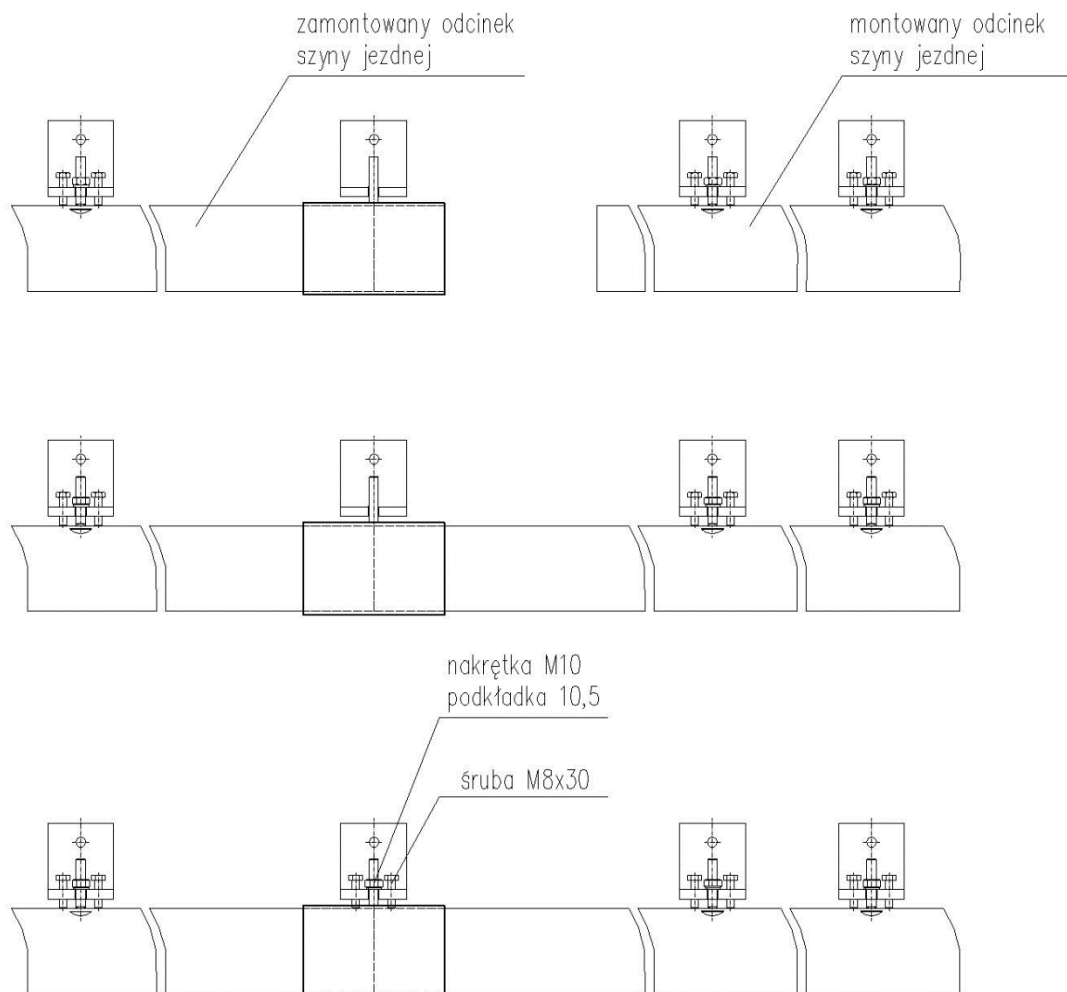 zamontowany odcinek
szyny jezdnej
montowany odcinek
szyny jezdnej
nakrętka M10
podkładka 10,5
śruba M8x30